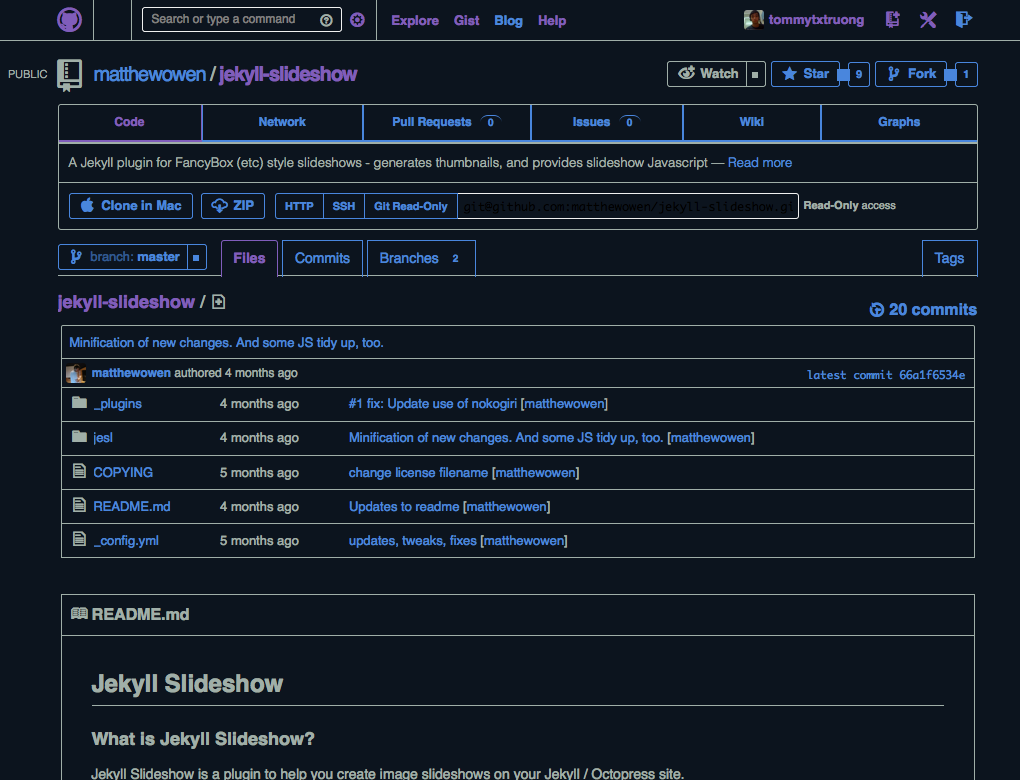 Search or type a command
Explore Gist Blog Help
tommytxtruong
PUBLIC matthewowen / jekyll-slideshow
Watch Star 9 Fork 1
Code Network Pull Requests 0 Issues 0 Wiki Graphs
A Jekyll plugin for FancyBox (etc) style slideshows - generates thumbnails, and provides slideshow Javascript — Read more
Clone in Mac ZIP HTTP SSH Git Read-Only git@github.com:matthewowen/jekyll-slideshow.gi Read-Only access
branch: master Files Commits Branches 2 Tags
jekyll-slideshow /
20 commits
Minification of new changes. And some JS tidy up, too.
matthewowen authored 4 months ago
latest commit 66a1f6534e
_plugins 4 months ago #1 fix: Update use of nokogiri [matthewowen]
jesl 4 months ago Minification of new changes. And some JS tidy up, too. [matthewowen]
COPYING 5 months ago change license filename [matthewowen]
README.md 4 months ago Updates to readme [matthewowen]
_config.yml 5 months ago updates, tweaks, fixes [matthewowen]
README.md
Jekyll Slideshow
What is Jekyll Slideshow?
Jekyll Slideshow is a plugin to help you create image slideshows on your Jekyll / Octopress site.